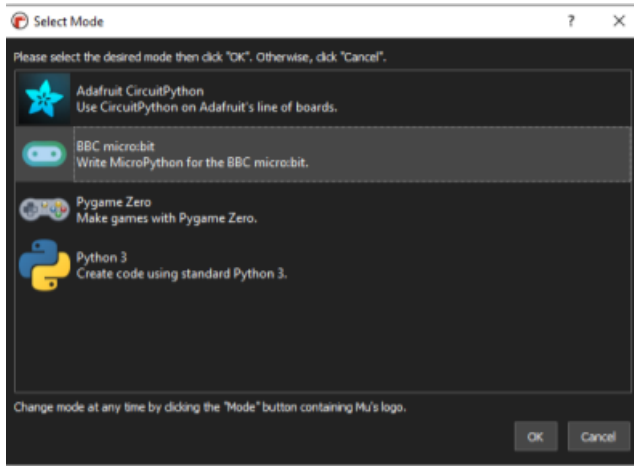 Select Mode
?
Please select the desired mode then click "OK". Otherwise, click "Cancel".
Adafruit CircuitPython
Use CircuitPython on Adafruit's line of boards.
BBC micro:bit
Write MicroPython for the BBC micro:bit.
Pygame Zero
Make games with Pygame Zero.
Python 3
Create code using standard Python 3.
Change mode at any time by clicking the "Mode" button containing Mu's logo.
OK
Cancel